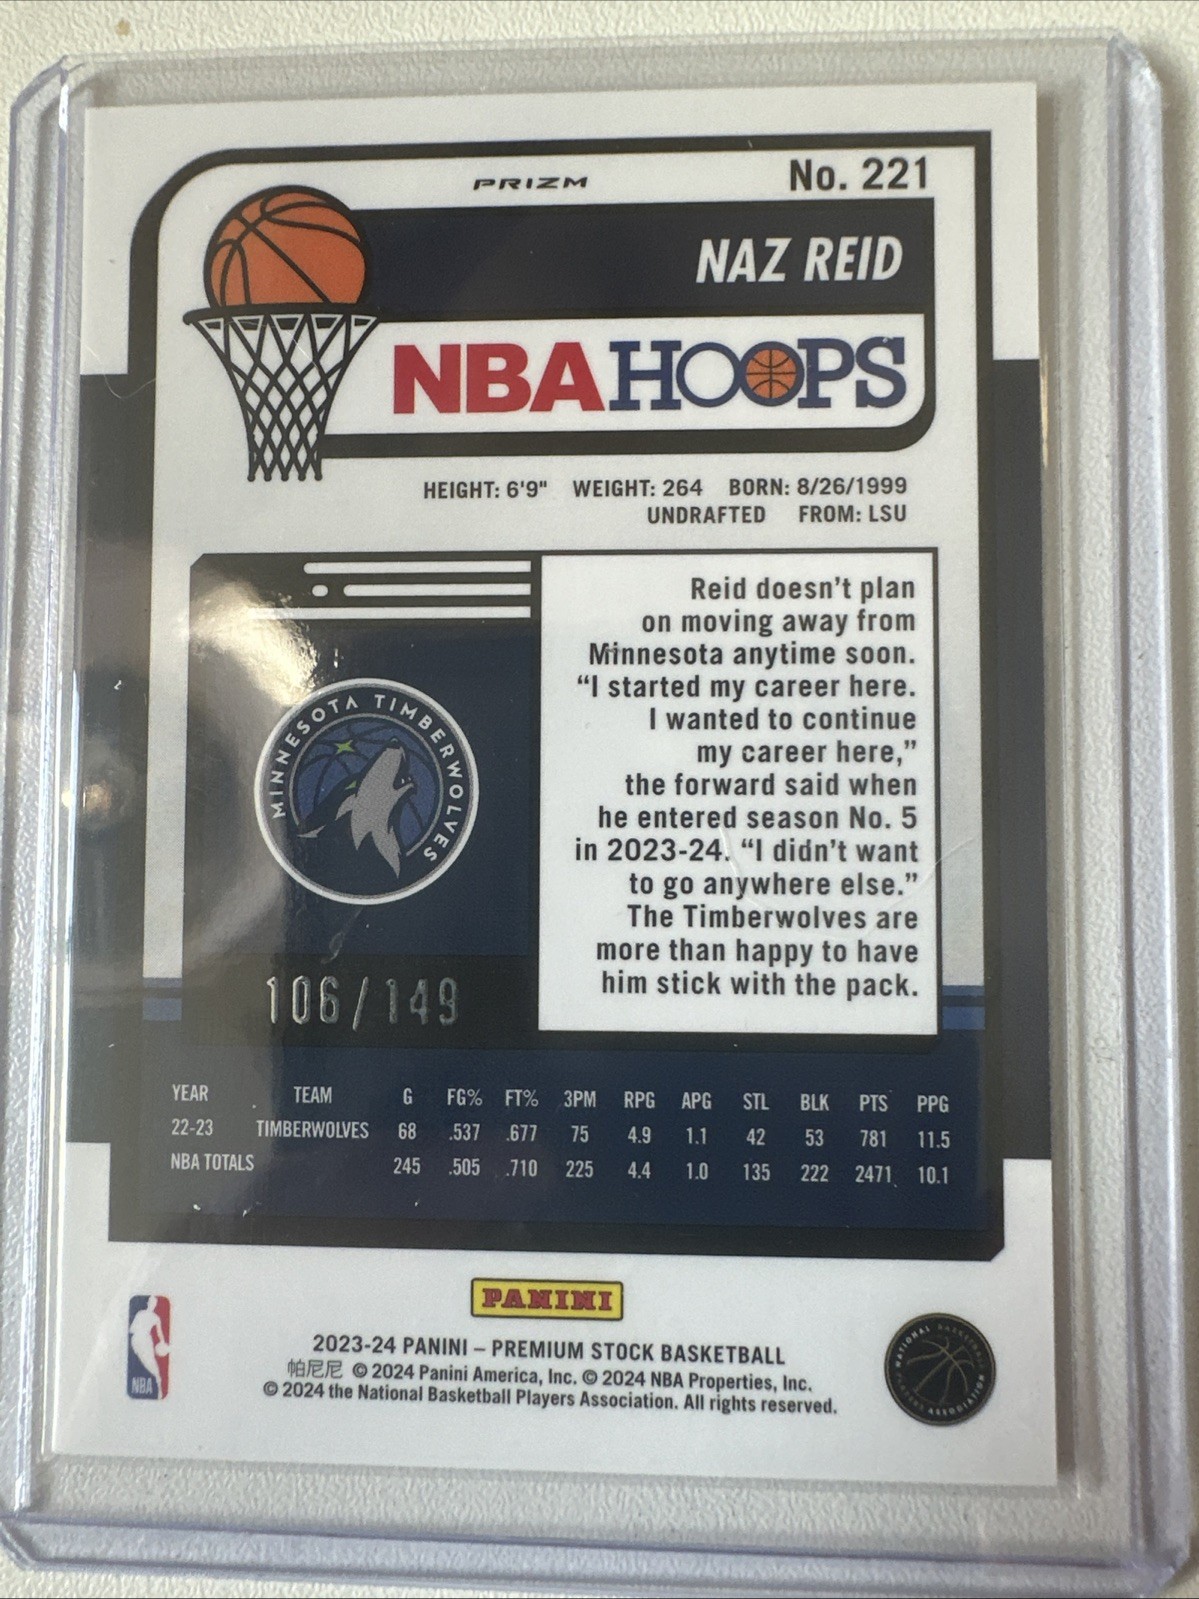 PRIZM
No. 221
NAZ REID
NBA HOOPS
HEIGHT: 6'9" WEIGHT: 264 BORN: 8/26/1999
UNDRAFTED FROM: LSU
Reid doesn't plan
on moving away from
Minnesota anytime soon.
“I started my career here.
I wanted to continue
my career here,”
the forward said when
he entered season No. 5
in 2023-24. “I didn't want
to go anywhere else.”
The Timberwolves are
more than happy to have
him stick with the pack.
MINNESOTA TIMBERWOLVES
106/149
YEAR TEAM G FG% FT% 3PM RPG APG STL BLK PTS PPG
22-23 TIMBERWOLVES 68 .537 .677 75 4.9 1.1 42 53 781 11.5
NBA TOTALS 245 .505 .710 225 4.4 1.0 135 222 2471 10.1
PANINI
2023-24 PANINI – PREMIUM STOCK BASKETBALL
帕尼尼 © 2024 Panini America, Inc. © 2024 NBA Properties, Inc.
© 2024 the National Basketball Players Association. All rights reserved.
NBA
NATIONAL BASKETBALL PLAYERS ASSOCIATION